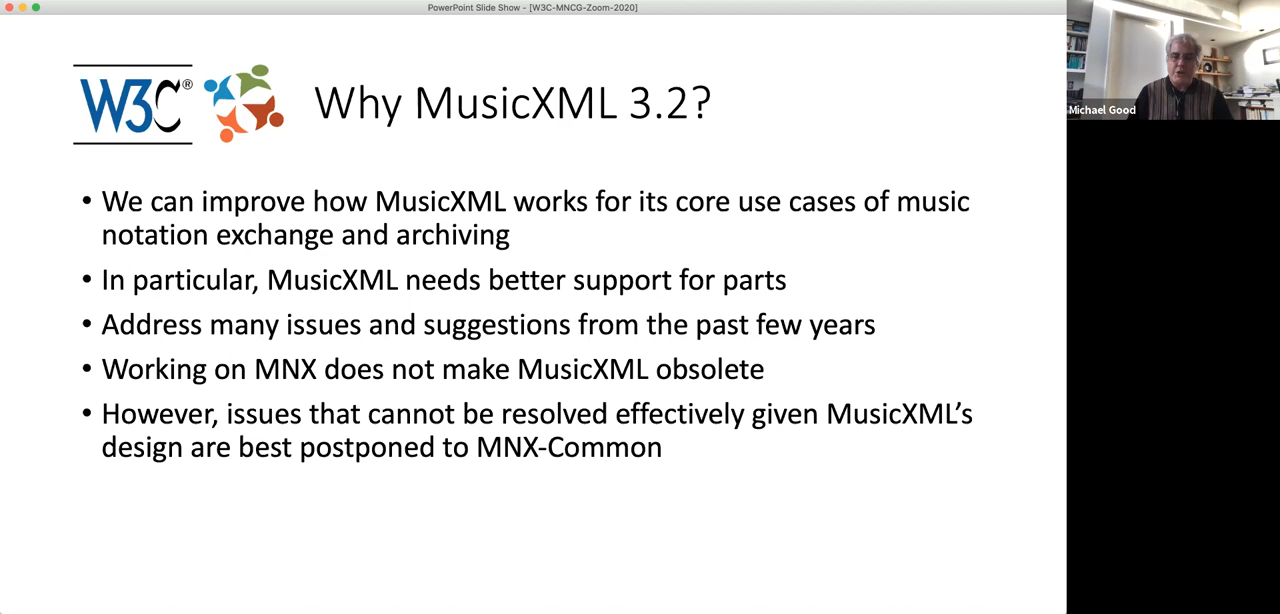 PowerPoint Slide Show - [W3C-MNCG-Zoom-2020]
W3C®
Why MusicXML 3.2?
• We can improve how MusicXML works for its core use cases of music
notation exchange and archiving
• In particular, MusicXML needs better support for parts
• Address many issues and suggestions from the past few years
• Working on MNX does not make MusicXML obsolete
• However, issues that cannot be resolved effectively given MusicXML’s
design are best postponed to MNX-Common
Michael Good